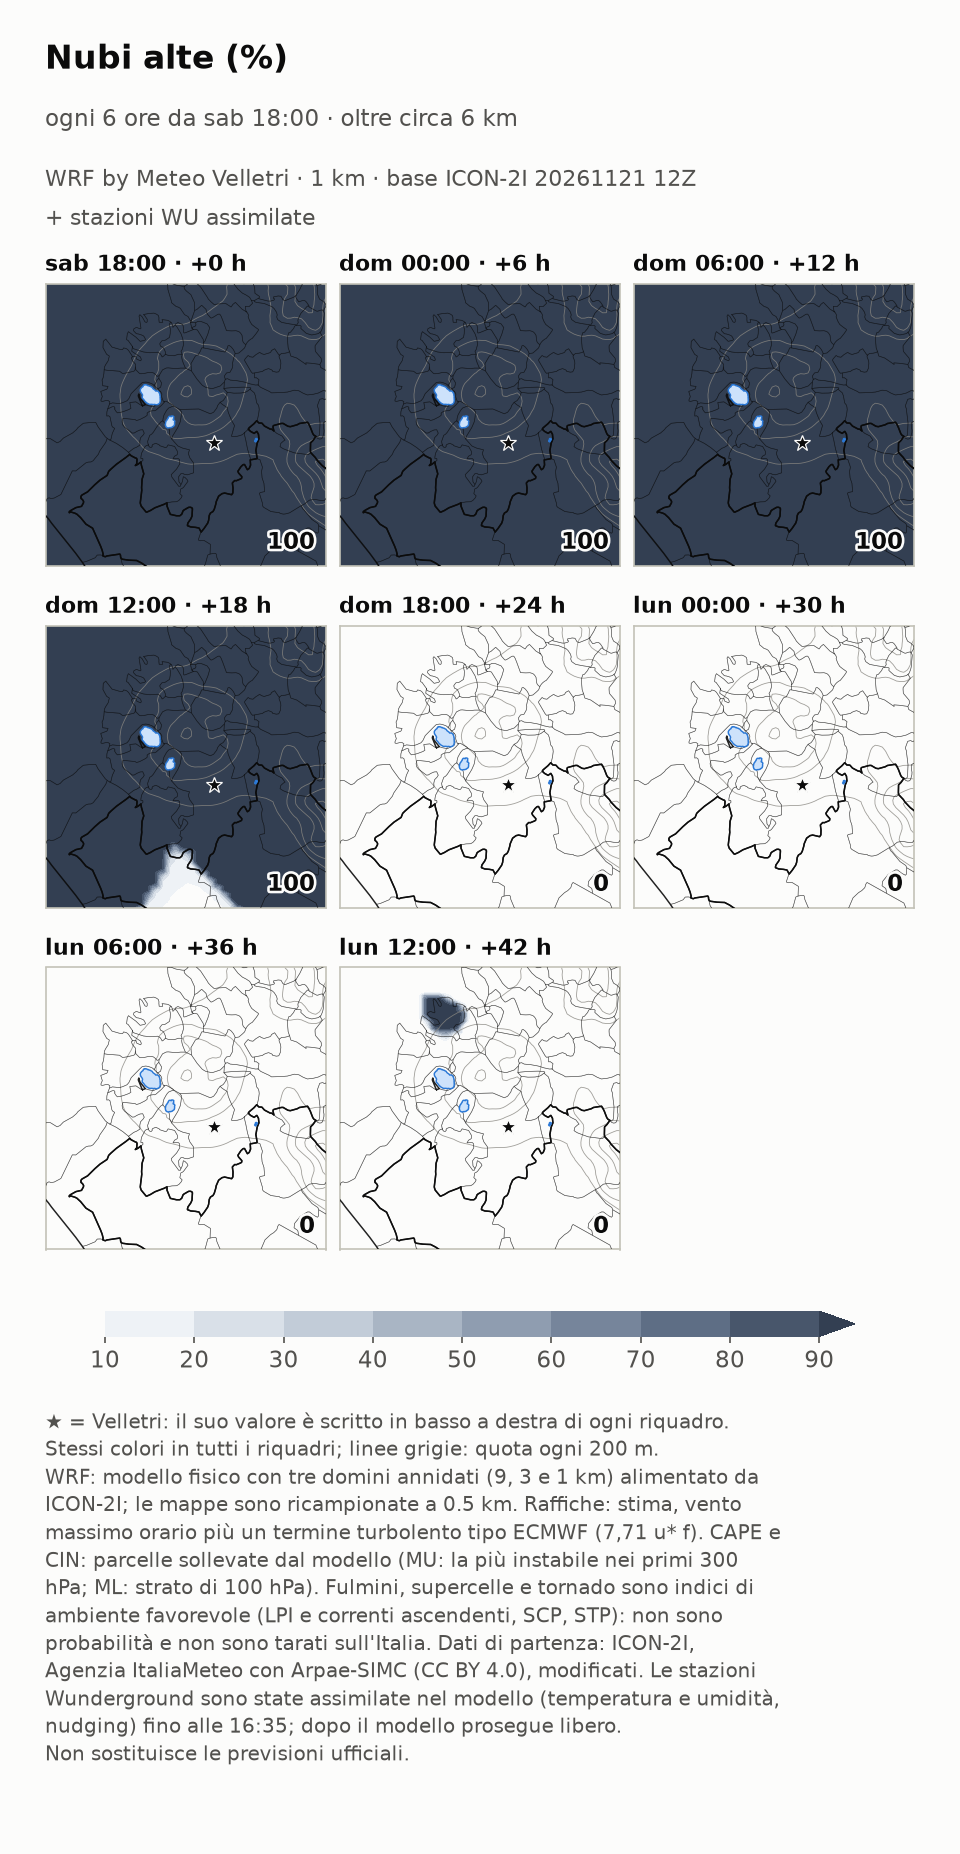 Nubi alte (%)
ogni 6 ore da sab 18:00 · oltre circa 6 km
WRF by Meteo Velletri · 1 km · base ICON-2I 20261121 12Z
+ stazioni WU assimilate
sab 18:00 · +0 h
dom 00:00 · +6 h
dom 06:00 · +12 h
100
100
100
dom 12:00 · +18 h
dom 18:00 · +24 h
lun 00:00 · +30 h
100
0
0
lun 06:00 · +36 h
lun 12:00 · +42 h
0
0
10 20 30 40 50 60 70 80 90
★ = Velletri: il suo valore è scritto in basso a destra di ogni riquadro.
Stessi colori in tutti i riquadri; linee grigie: quota ogni 200 m.
WRF: modello fisico con tre domini annidati (9, 3 e 1 km) alimentato da
ICON-2I; le mappe sono ricampionate a 0.5 km. Raffiche: stima, vento
massimo orario più un termine turbolento tipo ECMWF (7,71 u* f). CAPE e
CIN: parcelle sollevate dal modello (MU: la più instabile nei primi 300
hPa; ML: strato di 100 hPa). Fulmini, supercelle e tornado sono indici di
ambiente favorevole (LPI e correnti ascendenti, SCP, STP): non sono
probabilità e non sono tarati sull'Italia. Dati di partenza: ICON-2I,
Agenzia ItaliaMeteo con Arpae-SIMC (CC BY 4.0), modificati. Le stazioni
Wunderground sono state assimilate nel modello (temperatura e umidità,
nudging) fino alle 16:35; dopo il modello prosegue libero.
Non sostituisce le previsioni ufficiali.